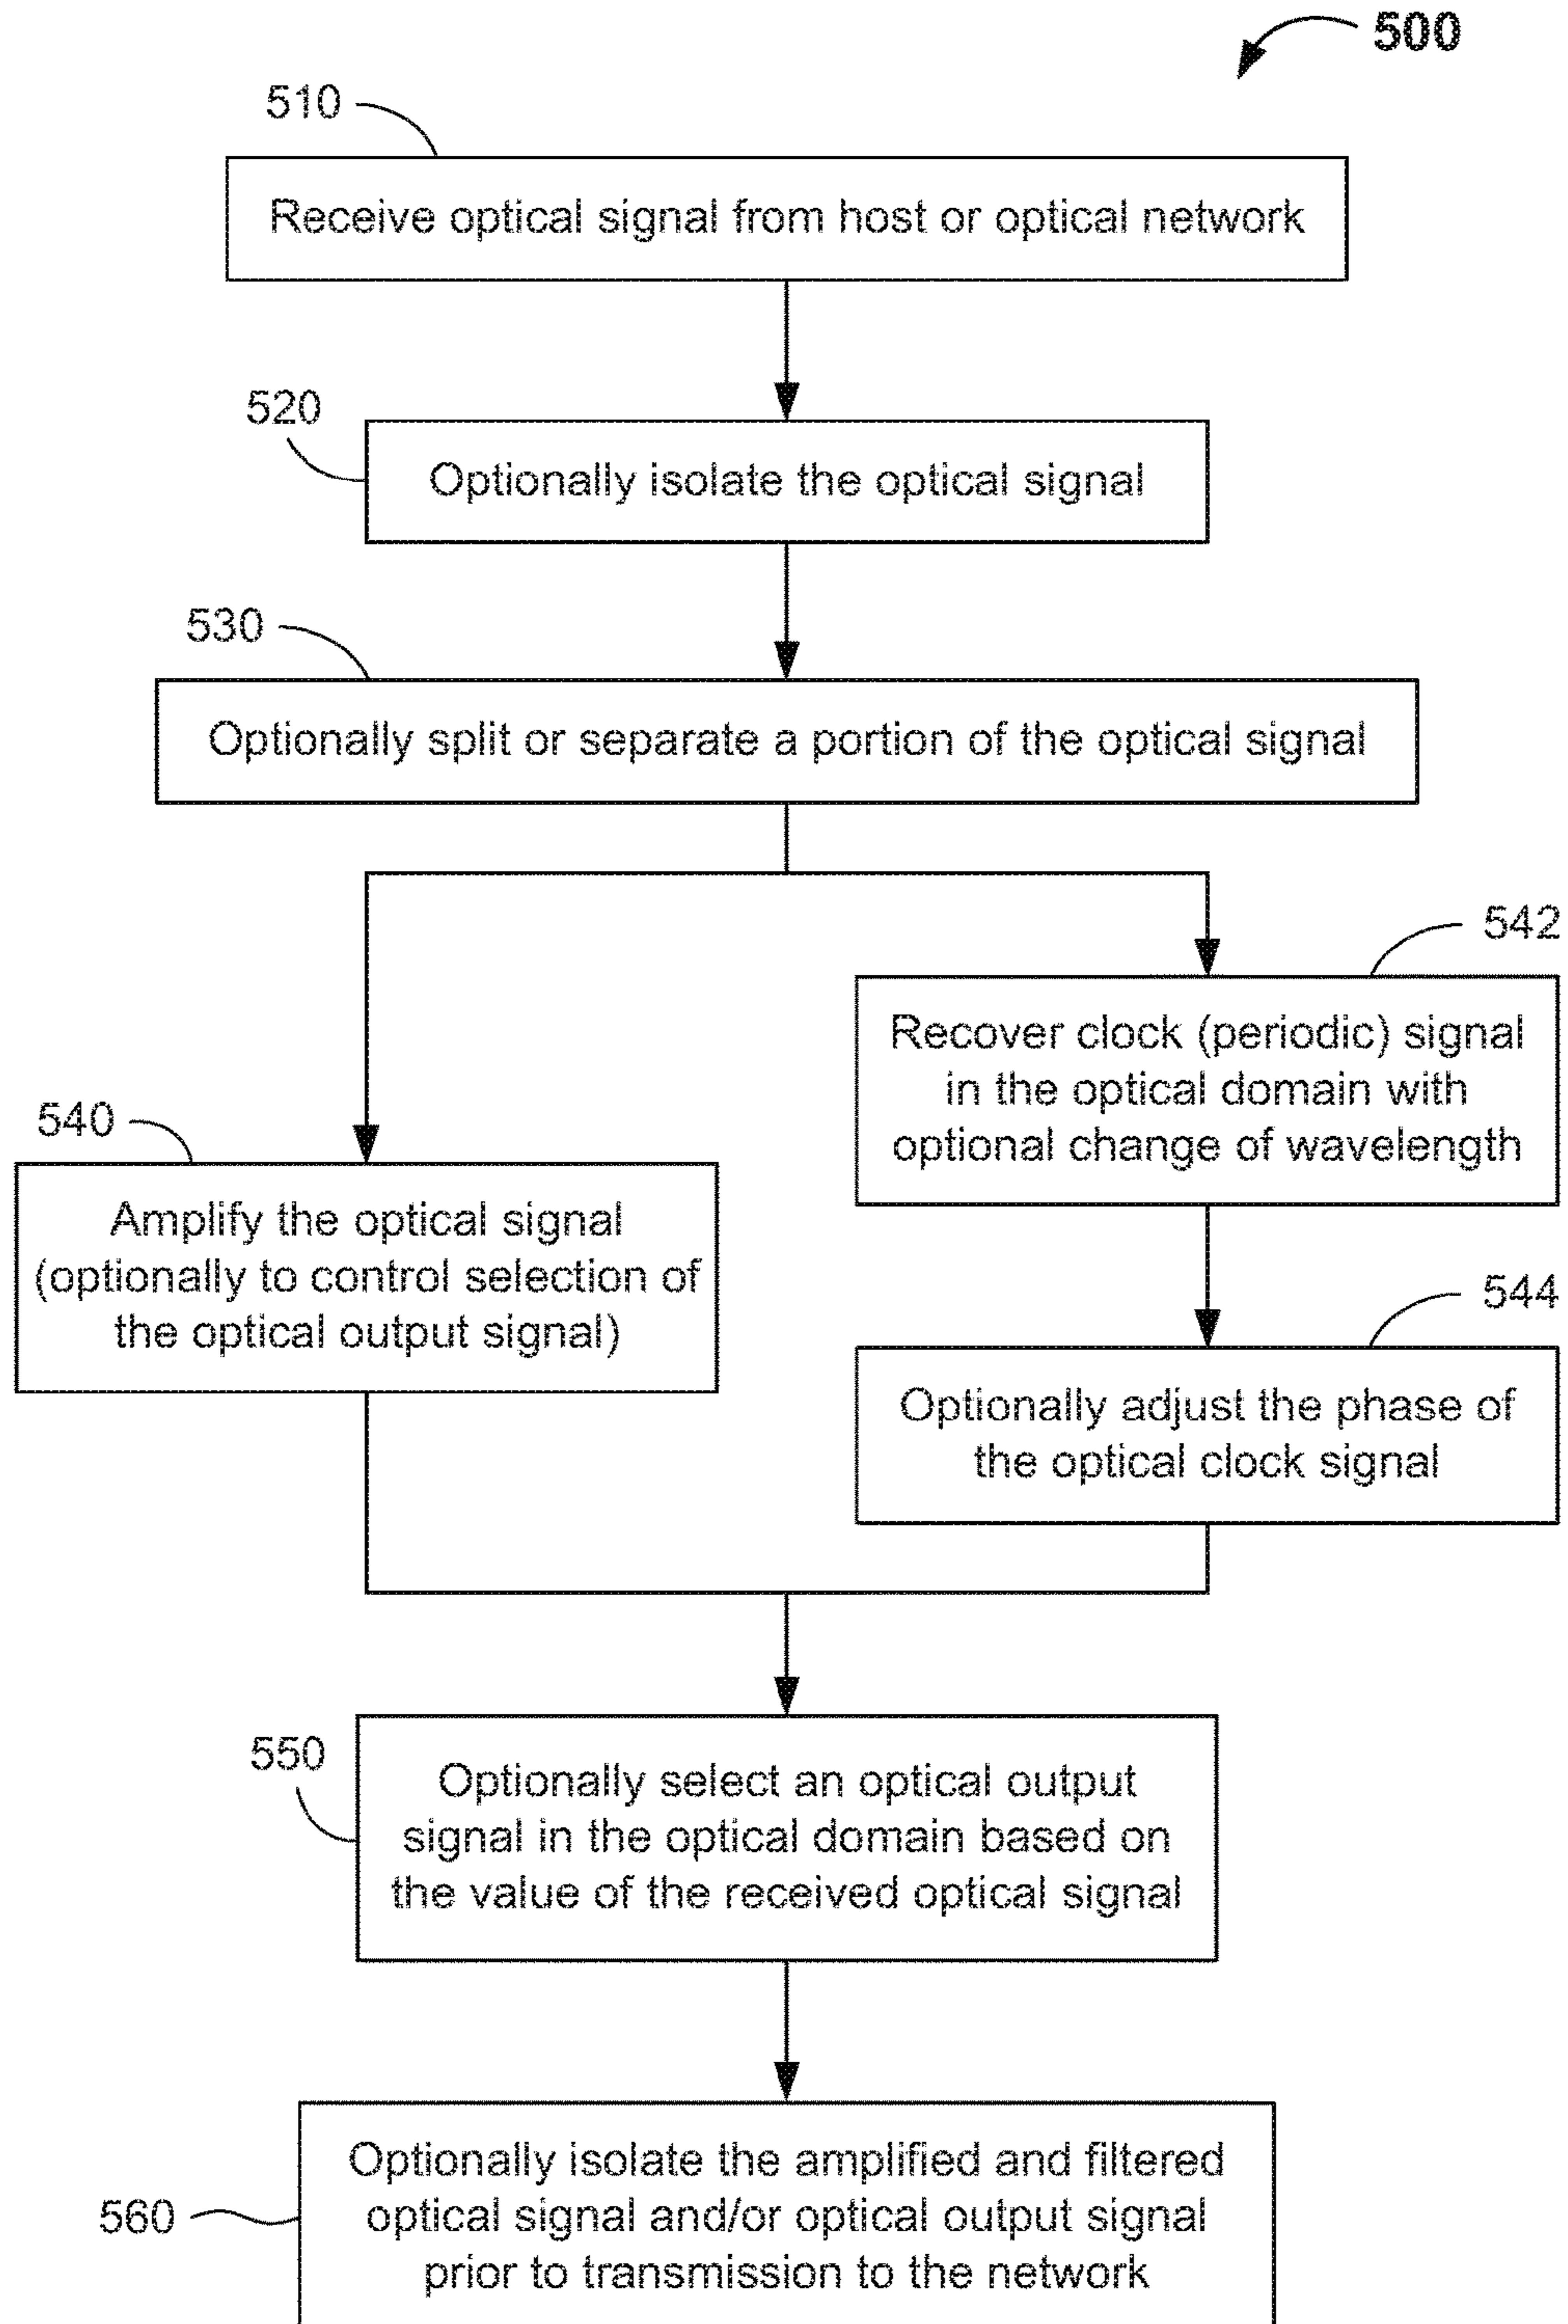 500
510
Receive optical signal from host or optical network
520
Optionally isolate the optical signal
530
Optionally split or separate a portion of the optical signal
542
Recover clock (periodic) signal
in the optical domain with
optional change of wavelength
540
Amplify the optical signal
(optionally to control selection of
the optical output signal)
544
Optionally adjust the phase of
the optical clock signal
550
Optionally select an optical output
signal in the optical domain based on
the value of the received optical signal
560
Optionally isolate the amplified and filtered
optical signal and/or optical output signal
prior to transmission to the network